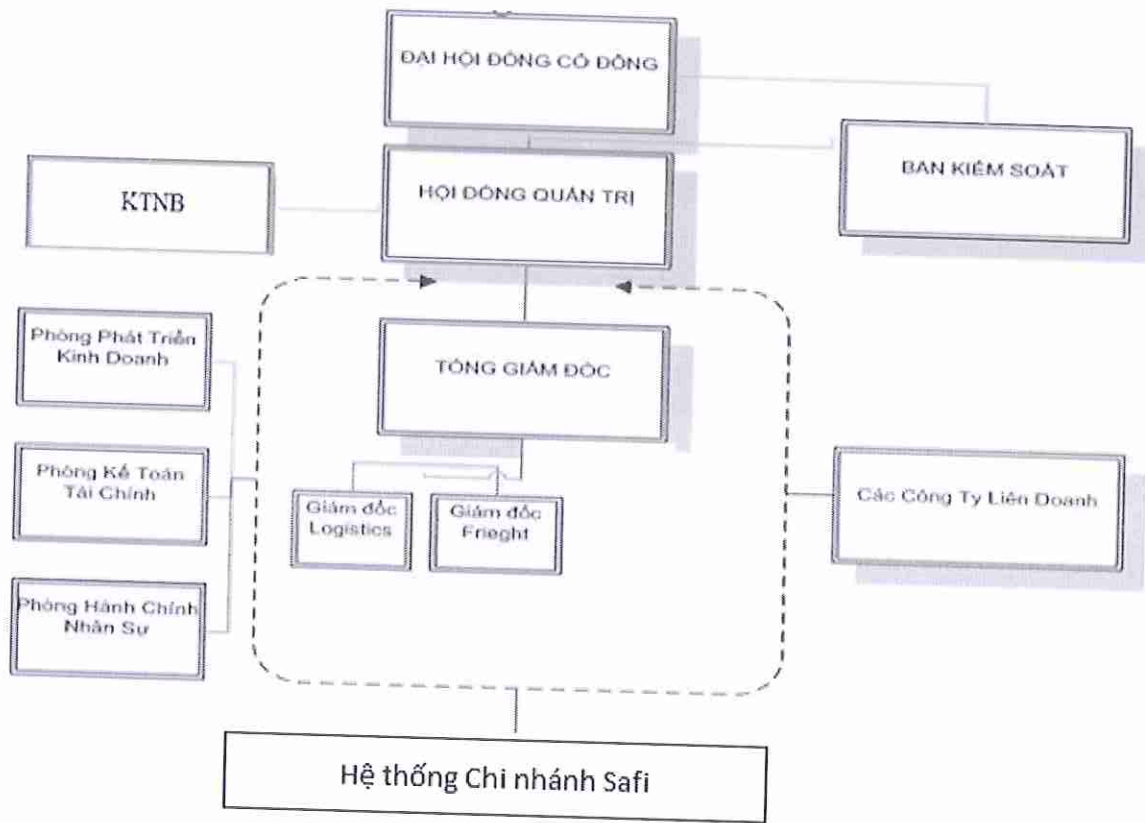 ĐẠI HỘI ĐỒNG CỔ ĐÔNG
BAN KIỂM SOÁT
KTNB
HỘI ĐỒNG QUẢN TRỊ
Phòng Phát Triển
Kinh Doanh
TỔNG GIÁM ĐỐC
Phòng Kế Toán
Tài Chính
Giám đốc
Logistics
Giám đốc
Frieght
Các Công Ty Liên Doanh
Phòng Hành Chính
Nhân Sự
Hệ thống Chi nhánh Safi